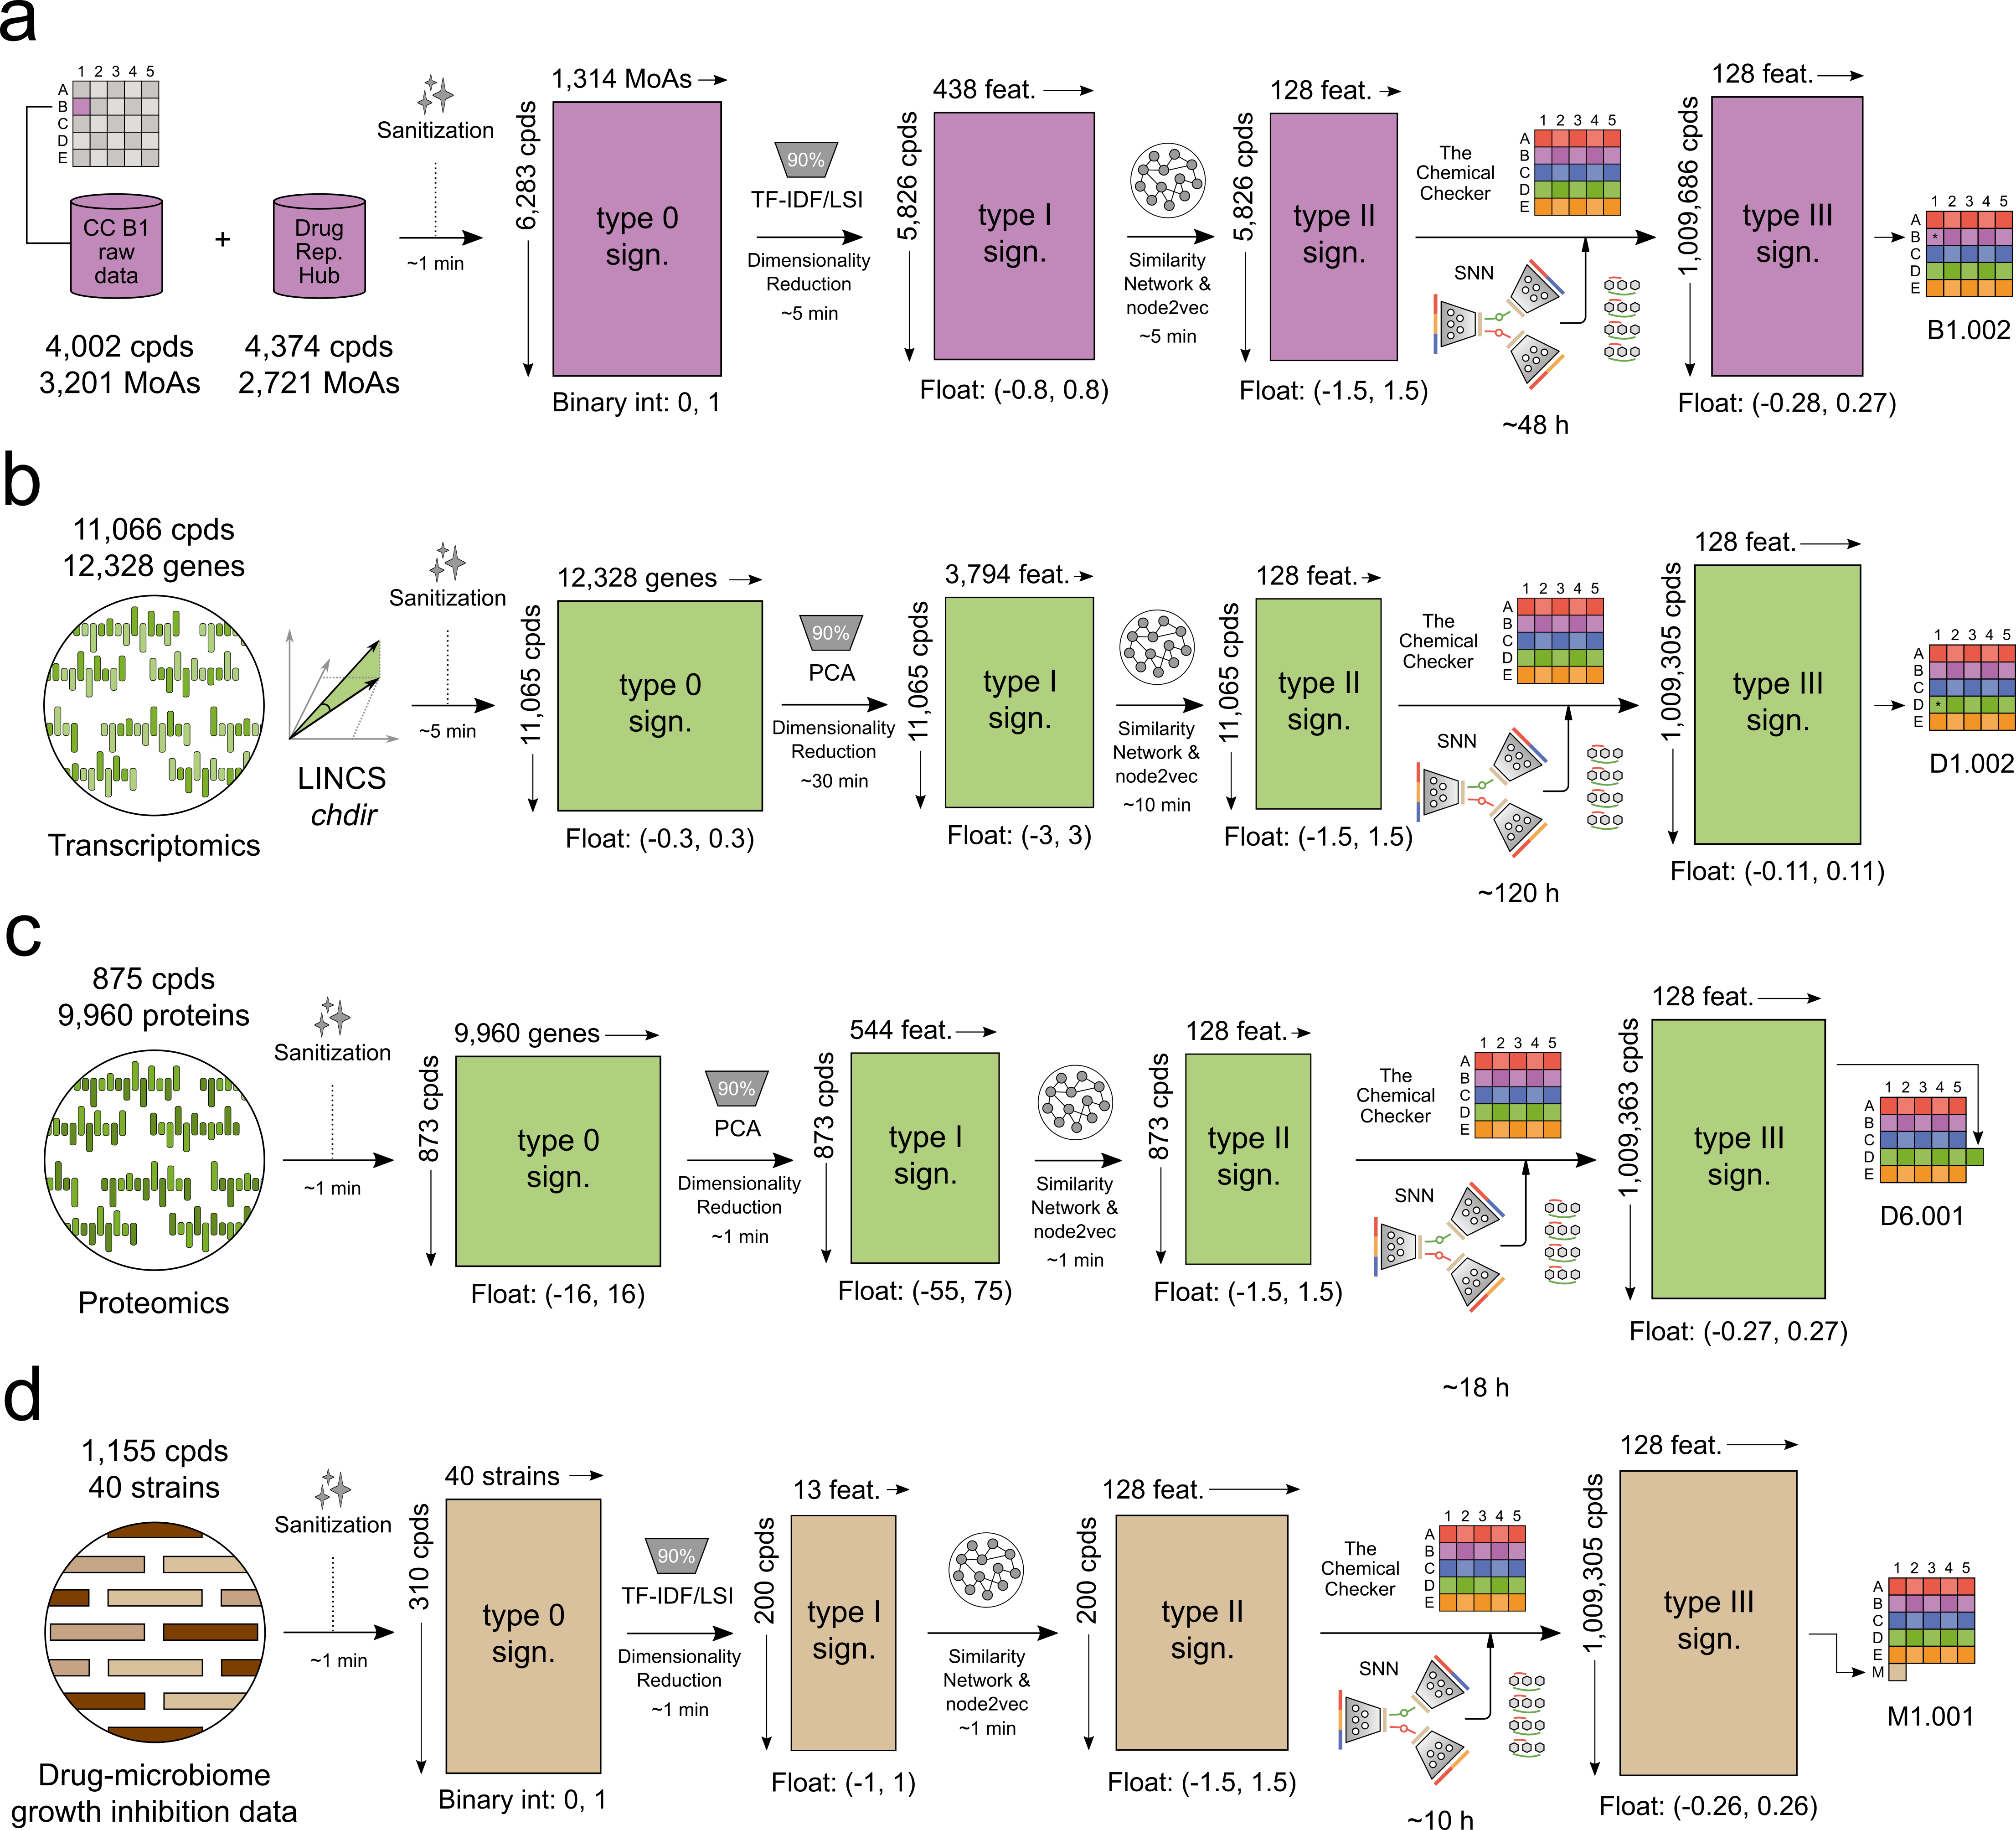 a
1 2 3 4 5
A
B
C
D
E
CC B1
raw
data
+
Drug
Rep.
Hub
4,002 cpds
3,201 MoAs
4,374 cpds
2,721 MoAs
Sanitization
~1 min
1,314 MoAs
6,283 cpds
type 0
sign.
Binary int: 0, 1
90%
TF-IDF/LSI
Dimensionality
Reduction
~5 min
438 feat.
5,826 cpds
type I
sign.
Float: (-0.8, 0.8)
Similarity
Network &
node2vec
~5 min
128 feat.
5,826 cpds
type II
sign.
Float: (-1.5, 1.5)
The
Chemical
Checker
1 2 3 4 5
A
B
C
D
E
SNN
~48 h
128 feat.
1,009,686 cpds
type III
sign.
Float: (-0.28, 0.27)
1 2 3 4 5
A
B *
C
D
E
B1.002
b
11,066 cpds
12,328 genes
Transcriptomics
LINCS
chdir
Sanitization
~5 min
12,328 genes
11,065 cpds
type 0
sign.
Float: (-0.3, 0.3)
90%
PCA
Dimensionality
Reduction
~30 min
3,794 feat.
11,065 cpds
type I
sign.
Float: (-3, 3)
Similarity
Network &
node2vec
~10 min
128 feat.
11,065 cpds
type II
sign.
Float: (-1.5, 1.5)
The
Chemical
Checker
1 2 3 4 5
A
B
C
D
E
SNN
~120 h
128 feat.
1,009,305 cpds
type III
sign.
Float: (-0.11, 0.11)
1 2 3 4 5
A
B
C
D *
E
D1.002
c
875 cpds
9,960 proteins
Proteomics
Sanitization
~1 min
9,960 genes
873 cpds
type 0
sign.
Float: (-16, 16)
90%
PCA
Dimensionality
Reduction
~1 min
544 feat.
873 cpds
type I
sign.
Float: (-55, 75)
Similarity
Network &
node2vec
~1 min
128 feat.
873 cpds
type II
sign.
Float: (-1.5, 1.5)
The
Chemical
Checker
1 2 3 4 5
A
B
C
D
E
SNN
~18 h
128 feat.
1,009,363 cpds
type III
sign.
Float: (-0.27, 0.27)
1 2 3 4 5
A
B
C
D
E
D6.001
d
1,155 cpds
40 strains
Drug-microbiome
growth inhibition data
Sanitization
~1 min
40 strains
310 cpds
type 0
sign.
Binary int: 0, 1
90%
TF-IDF/LSI
Dimensionality
Reduction
~1 min
13 feat.
200 cpds
type I
sign.
Float: (-1, 1)
Similarity
Network &
node2vec
~1 min
128 feat.
200 cpds
type II
sign.
Float: (-1.5, 1.5)
The
Chemical
Checker
1 2 3 4 5
A
B
C
D
E
SNN
~10 h
128 feat.
1,009,305 cpds
type III
sign.
Float: (-0.26, 0.26)
1 2 3 4 5
A
B
C
D
E
M
M1.001